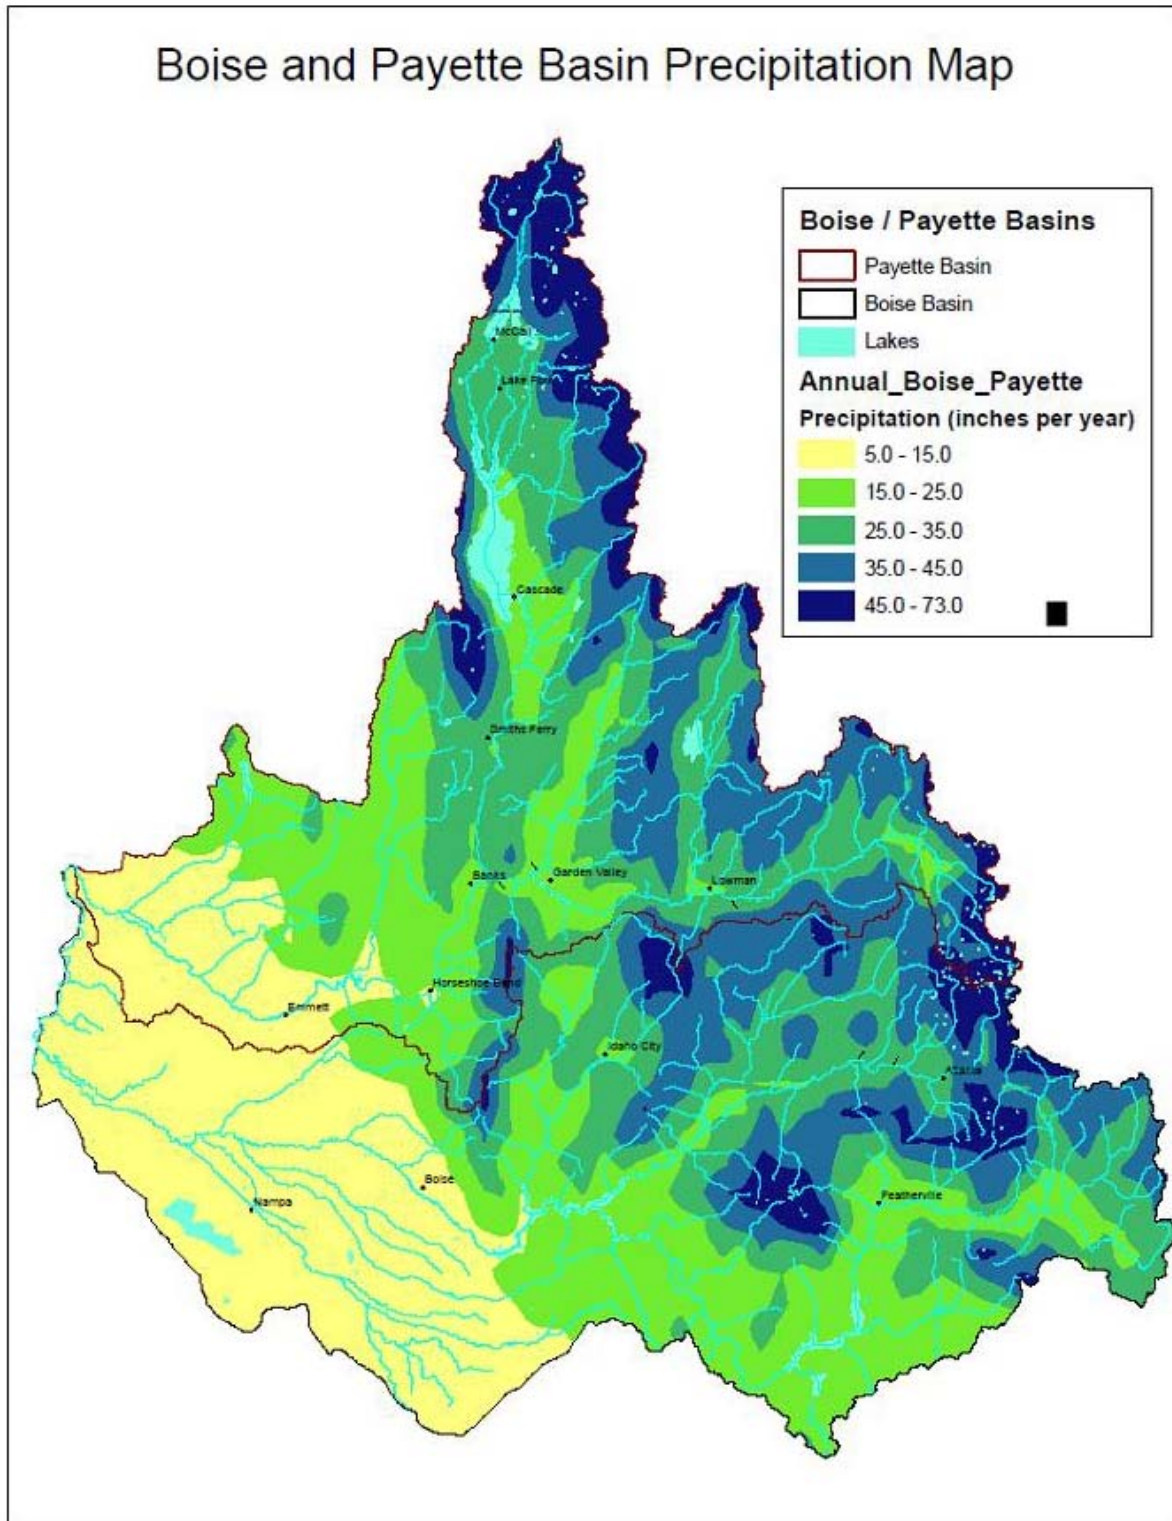 Boise and Payette Basin Precipitation Map
Boise / Payette Basins
Payette Basin
Boise Basin
Lakes
Annual_Boise_Payette
Precipitation (inches per year)
5.0 - 15.0
15.0 - 25.0
25.0 - 35.0
35.0 - 45.0
45.0 - 73.0
McCall
Lake Fork
Cascade
Smiths Ferry
Banks
Garden Valley
Lowman
Horseshoe Bend
Emmett
Idaho City
Atlanta
Boise
Nampa
Featherville